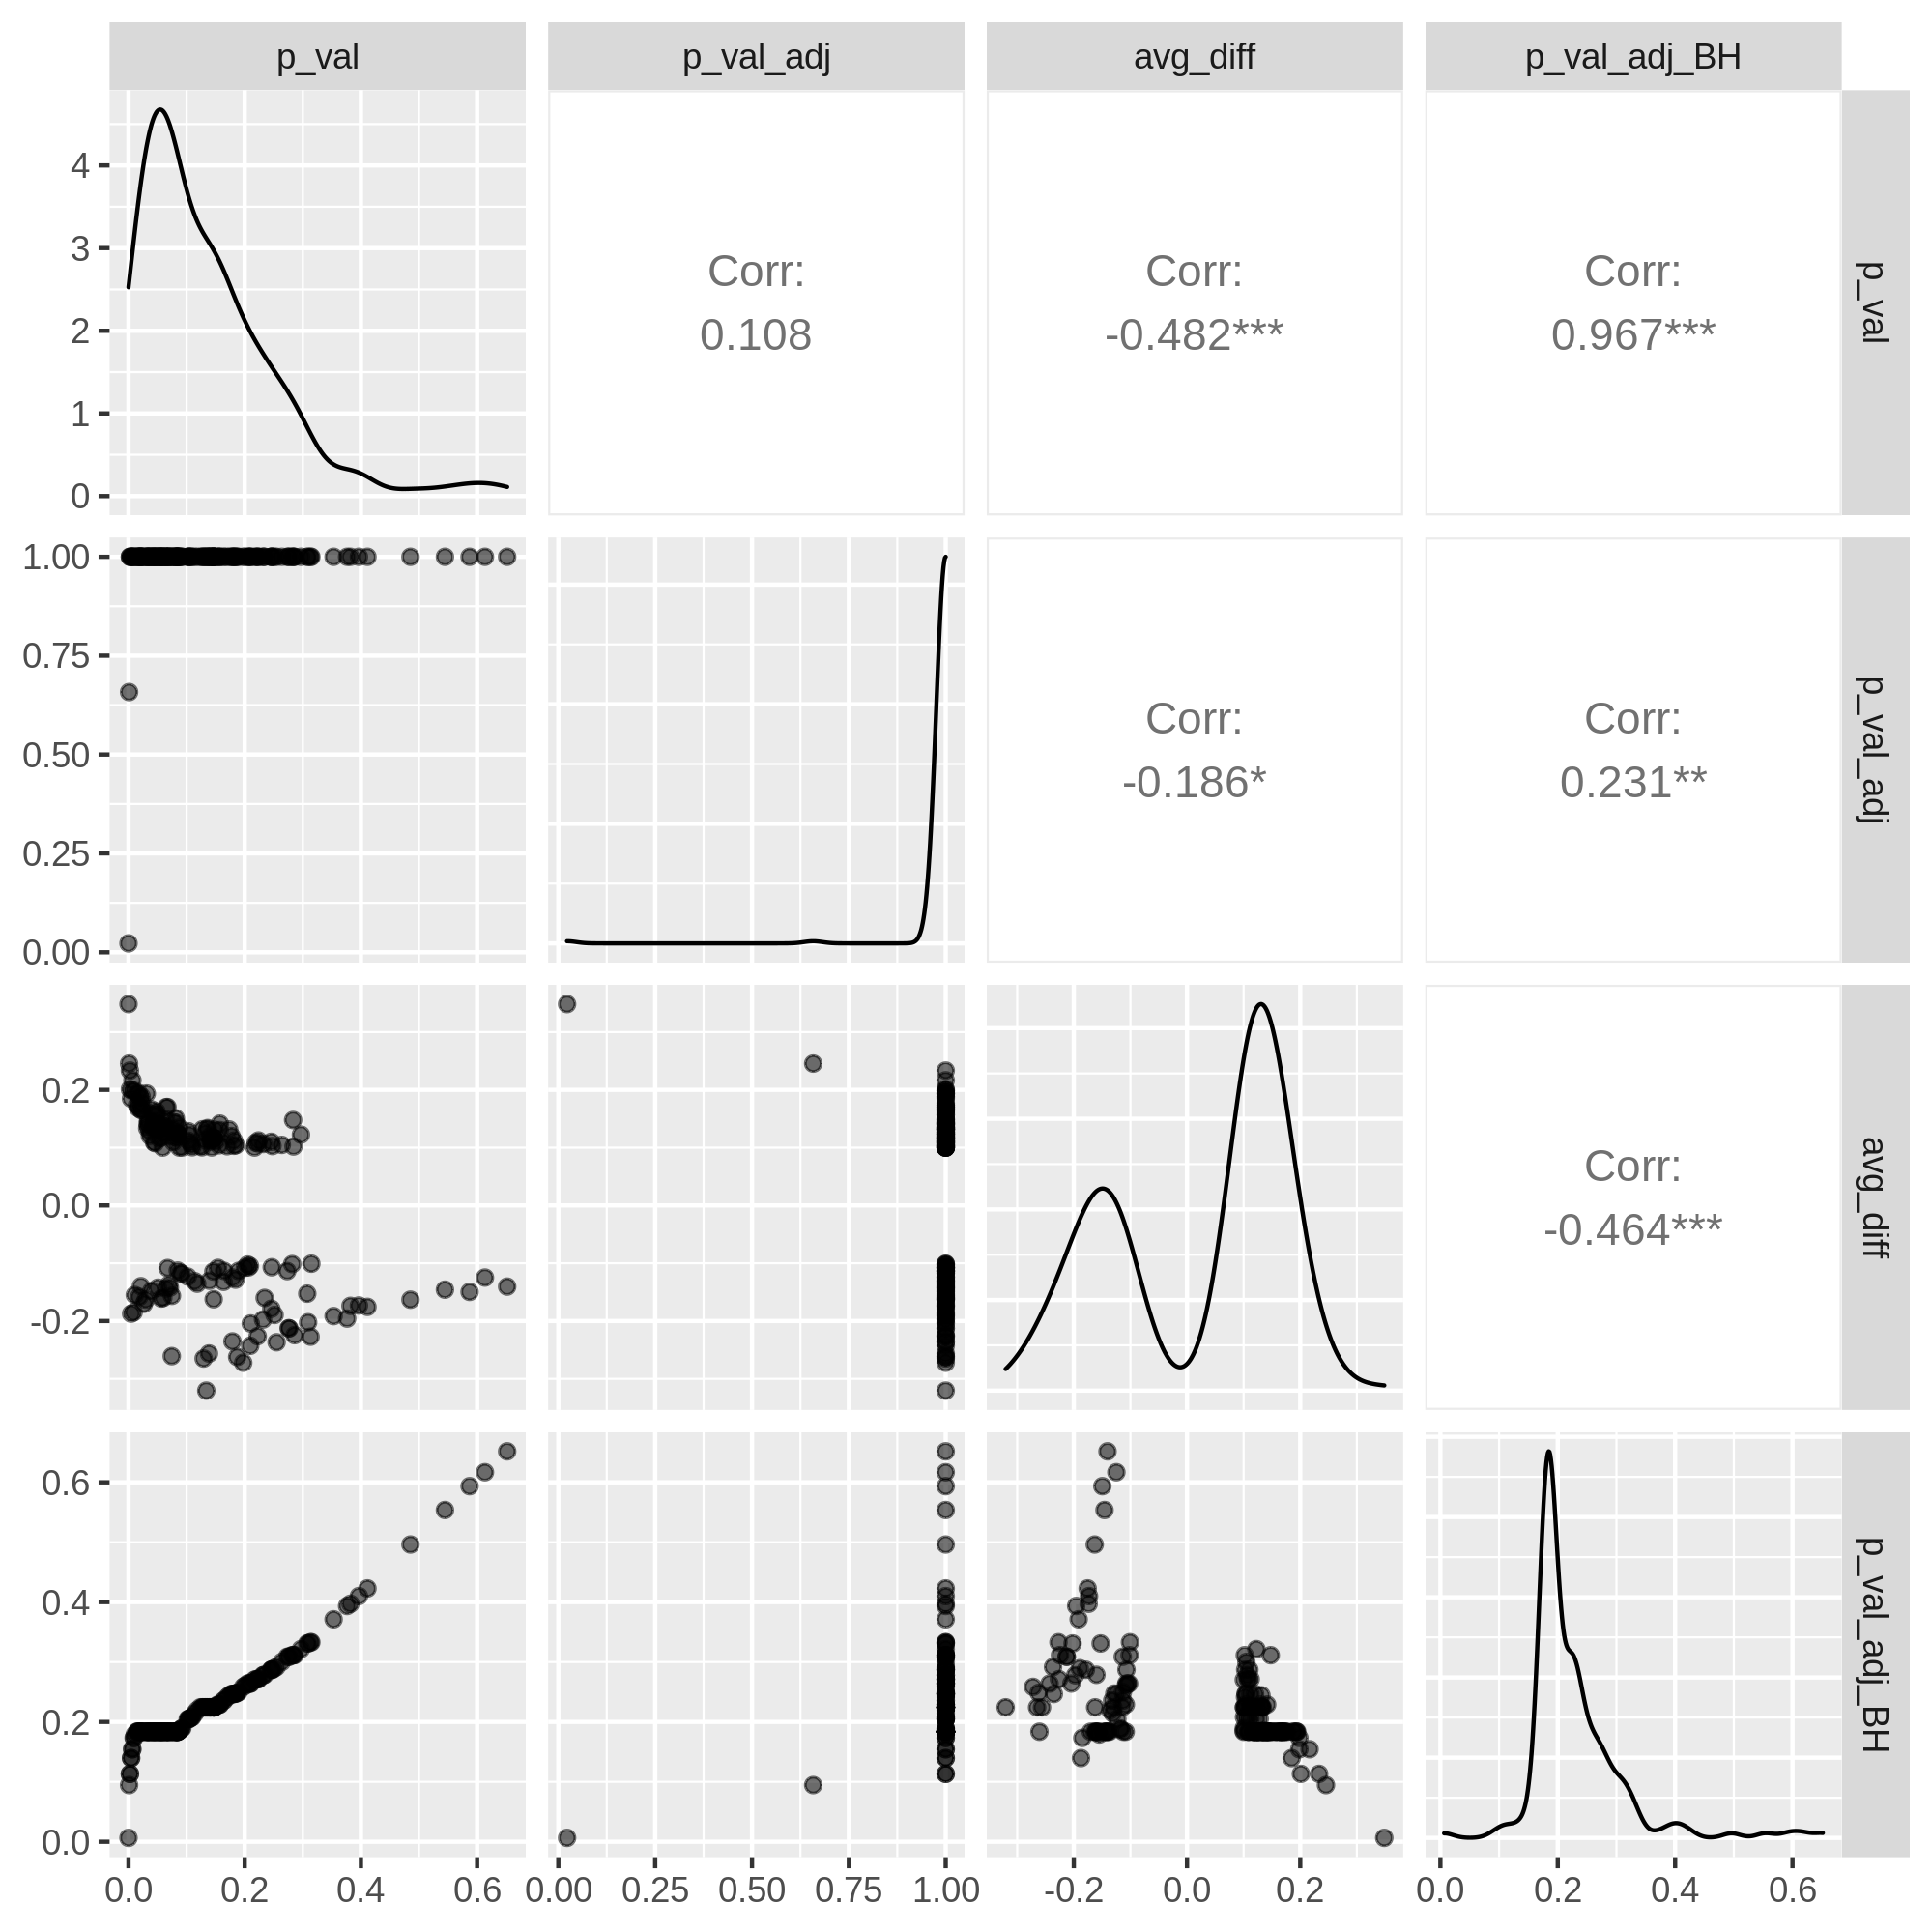 p_val p_val_adj avg_diff p_val_adj_BH
4
3
2
1
0
Corr:
0.108
Corr:
-0.482***
Corr:
0.967***
p_val
1.00
0.75
0.50
0.25
0.00
Corr:
-0.186*
Corr:
0.231**
p_val_adj
0.2
0.0
-0.2
Corr:
-0.464***
avg_diff
0.6
0.4
0.2
0.0
p_val_adj_BH
0.0 0.2 0.4 0.6 0.00 0.25 0.50 0.75 1.00 -0.2 0.0 0.2 0.0 0.2 0.4 0.6